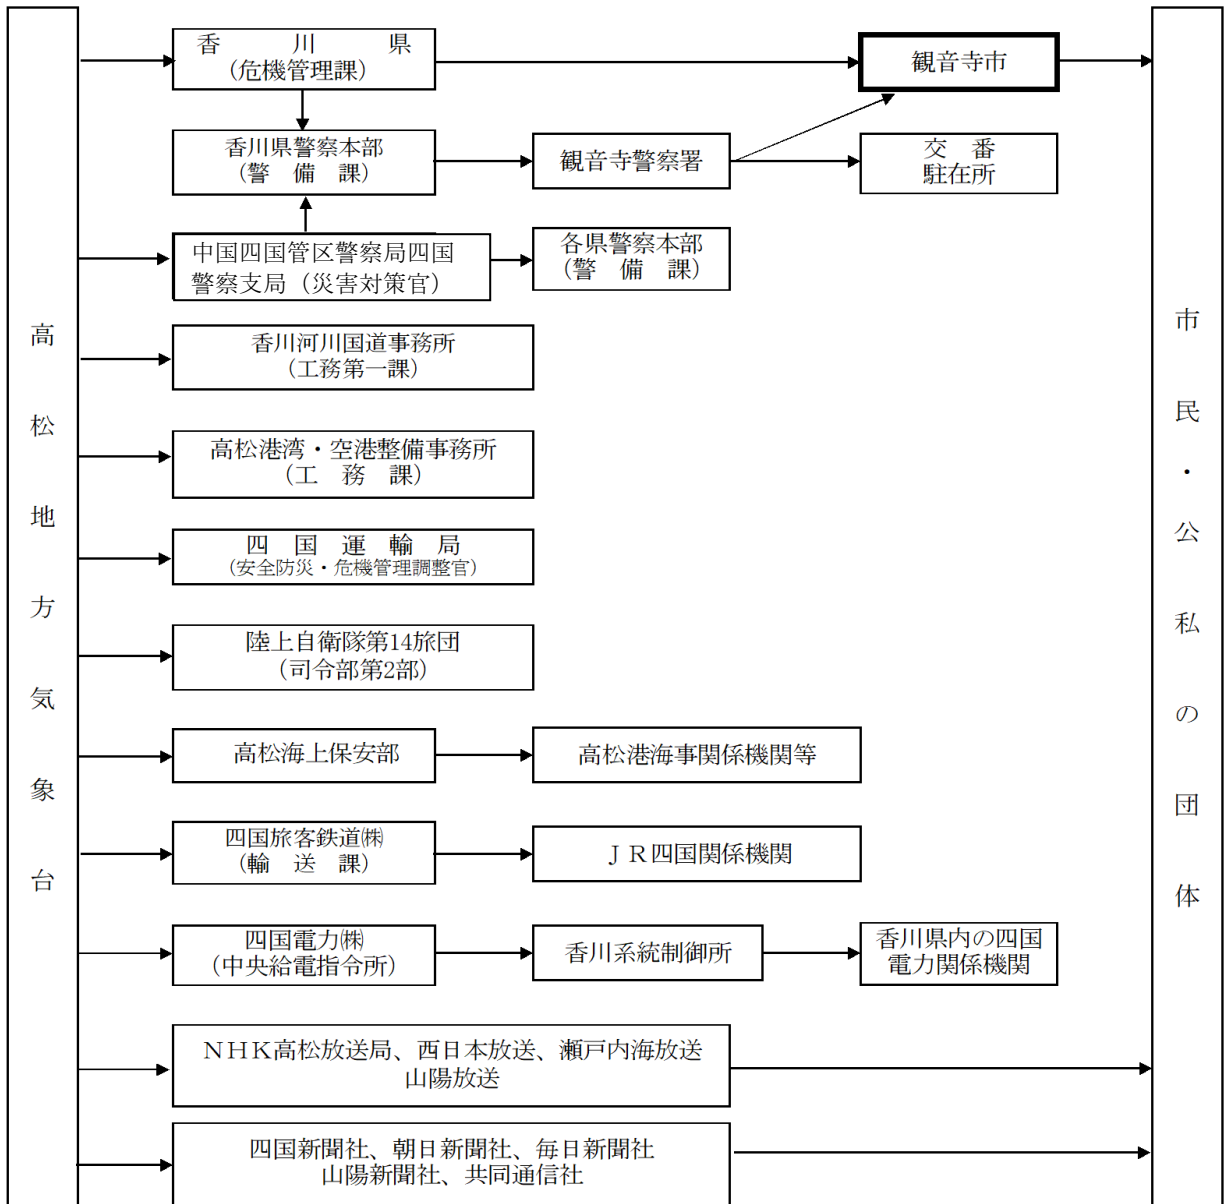 高松地方気象台
香川県
（危機管理課）
観音寺市
香川県警察本部
（警備課）
観音寺警察署
交番
駐在所
中国四国管区警察局四国
警察支局（災害対策官）
各県警察本部
（警備課）
香川河川国道事務所
（工務第一課）
高松港湾・空港整備事務所
（工務課）
四国運輸局
（安全防災・危機管理調整官）
陸上自衛隊第14旅団
（司令部第2部）
高松海上保安部
高松港海事関係機関等
四国旅客鉄道㈱
（輸送課）
ＪＲ四国関係機関
四国電力㈱
（中央給電指令所）
香川系統制御所
香川県内の四国
電力関係機関
ＮＨＫ高松放送局、西日本放送、瀬戸内海放送
山陽放送
四国新聞社、朝日新聞社、毎日新聞社
山陽新聞社、共同通信社
市民・公私の団体